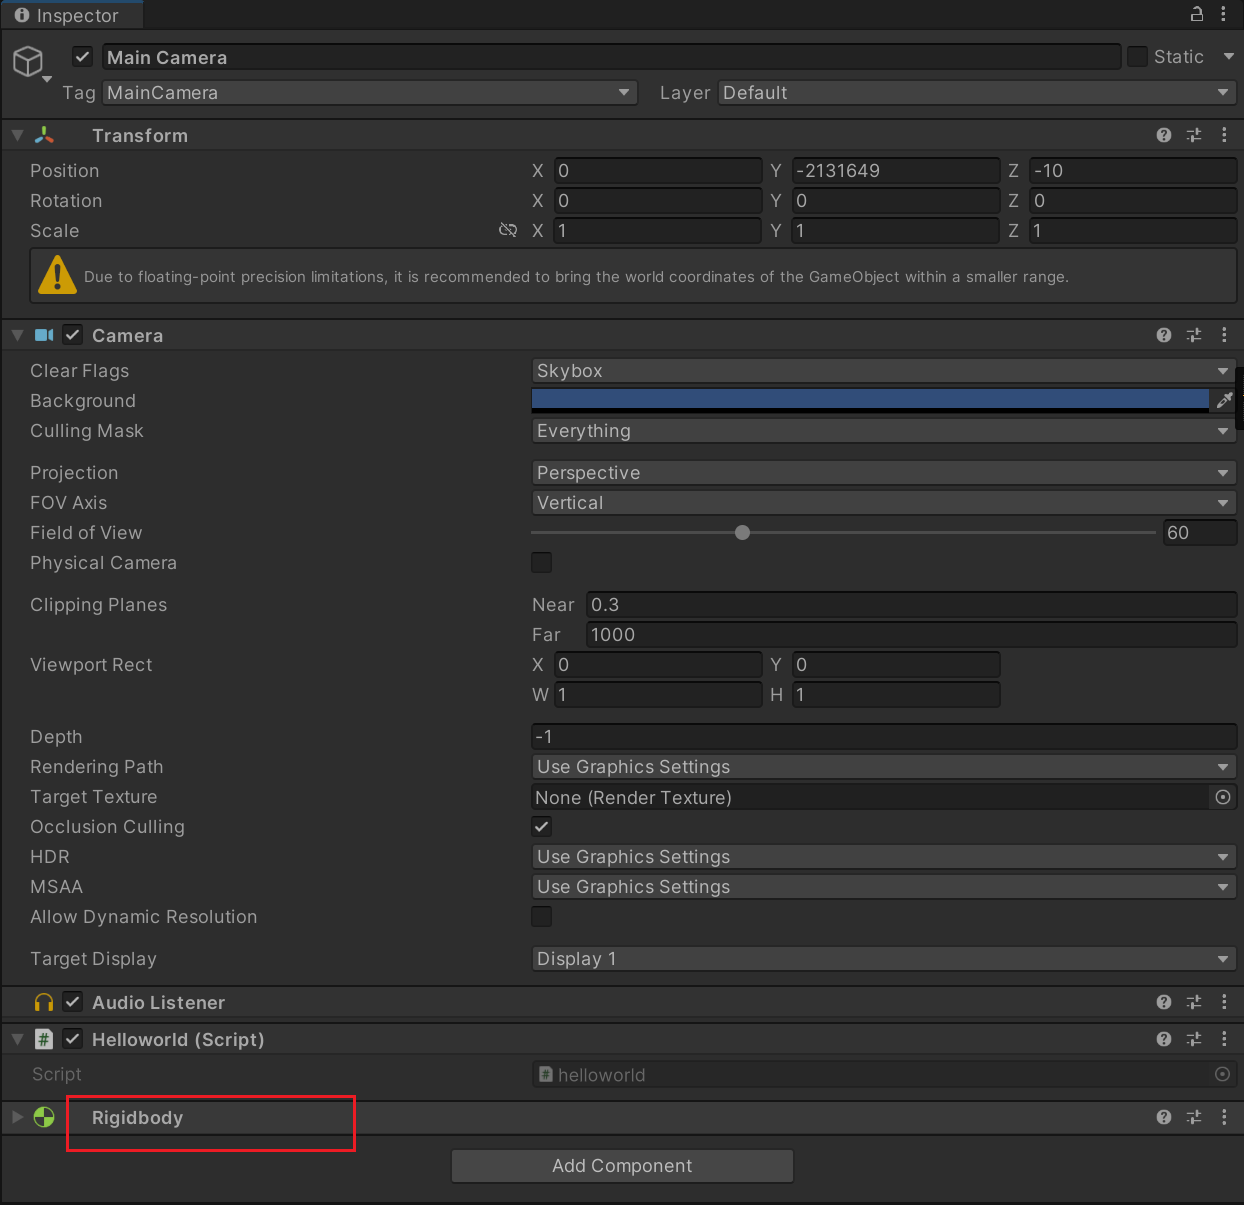 Inspector
Main Camera Static
Tag MainCamera Layer Default
Transform
Position X 0 Y -2131649 Z -10
Rotation X 0 Y 0 Z 0
Scale X 1 Y 1 Z 1
Due to floating-point precision limitations, it is recommended to bring the world coordinates of the GameObject within a smaller range.
Camera
Clear Flags Skybox
Background
Culling Mask Everything
Projection Perspective
FOV Axis Vertical
Field of View 60
Physical Camera
Clipping Planes Near 0.3
Far 1000
Viewport Rect X 0 Y 0
W 1 H 1
Depth -1
Rendering Path Use Graphics Settings
Target Texture None (Render Texture)
Occlusion Culling
HDR Use Graphics Settings
MSAA Use Graphics Settings
Allow Dynamic Resolution
Target Display Display 1
Audio Listener
# Helloworld (Script)
Script # helloworld
Rigidbody
Add Component